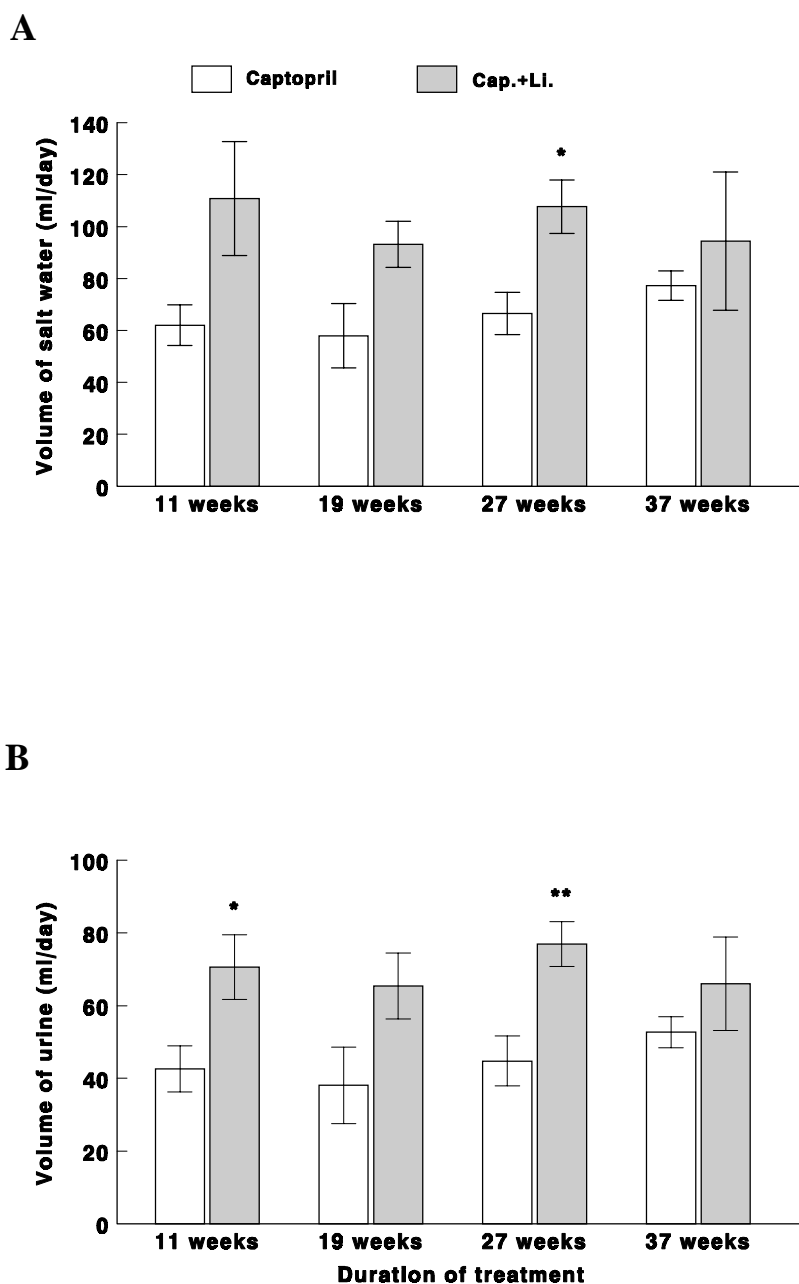 A
Captopril Cap.+Li.
Volume of salt water (ml/day)
140
120
100
80
60
40
20
0
*
11 weeks 19 weeks 27 weeks 37 weeks
B
Volume of urine (ml/day)
100
80
60
40
20
0
* **
11 weeks 19 weeks 27 weeks 37 weeks
Duration of treatment